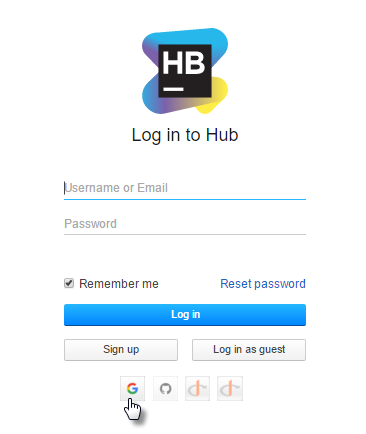 HB
Log in to Hub
Username or Email
Password
Remember me Reset password
Log in
Sign up Log in as guest
G